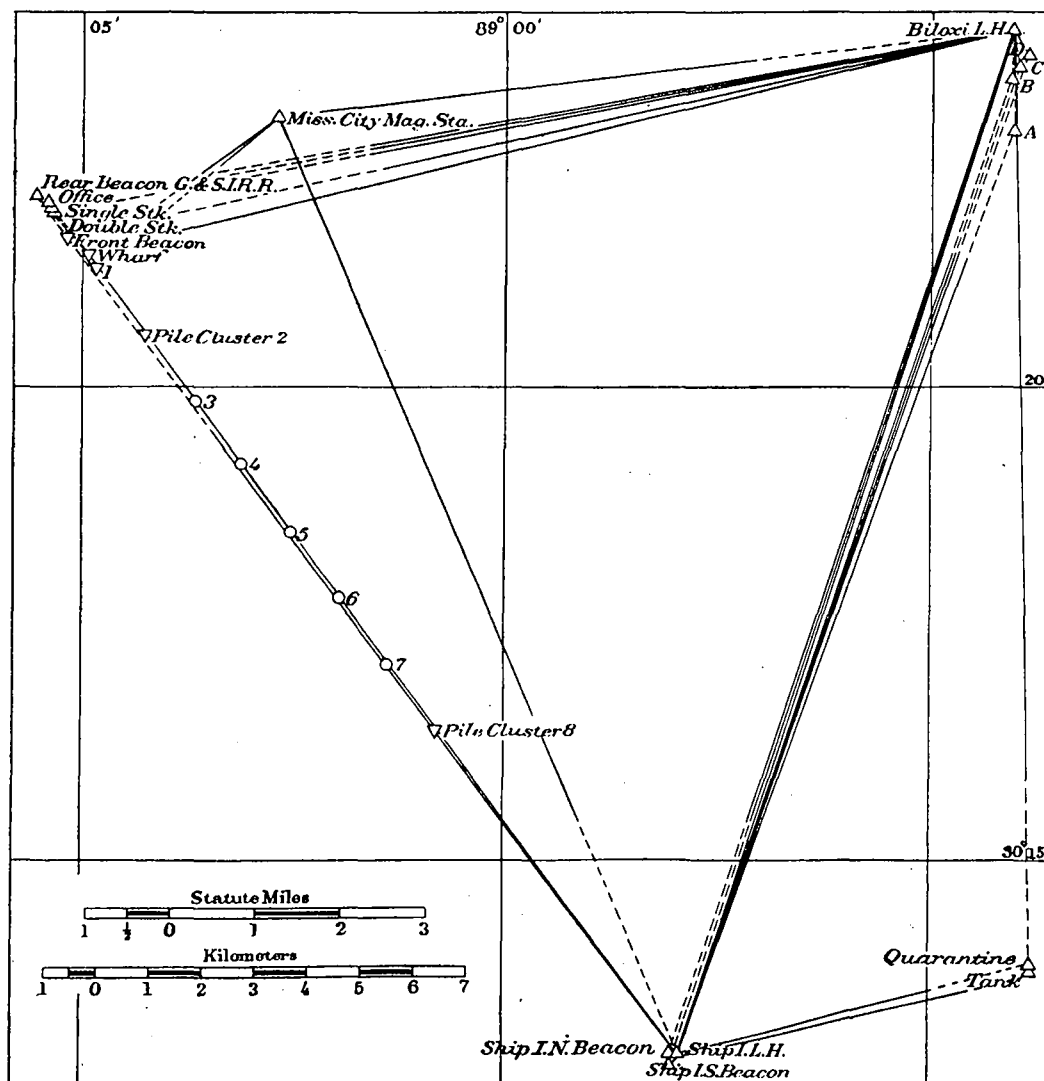 05'
89° 00'
Biloxi L.H.
D
C
B
A
Miss. City Mag. Sta.
Rear Beacon G. & S.I.R.R.
Office
Single Stk.
Double Stk.
Front Beacon
Wharf
1
Pile Cluster 2
20
3
4
5
6
7
Pile Cluster 8
30° 15
Statute Miles
1 ½ 0 1 2 3
Kilometers
1 0 1 2 3 4 5 6 7
Quarantine
Tank
Ship I.N. Beacon
Ship I.L.H.
Ship I.S. Beacon